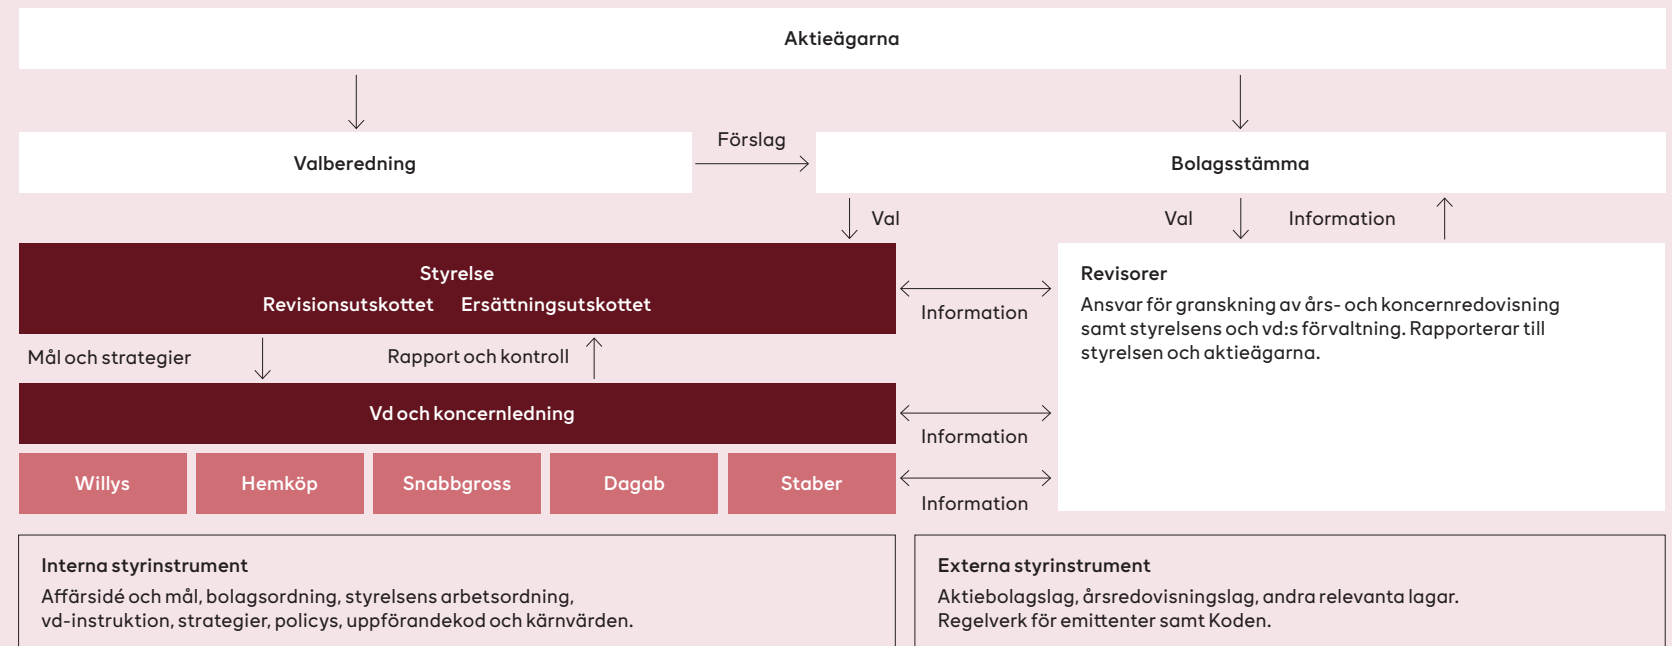 Aktieägarna
Valberedning
Förslag
Bolagsstämma
Val
Val
Information
Styrelse
Revisionsutskottet Ersättningsutskottet
Information
Revisorer
Ansvar för granskning av års- och koncernredovisning
samt styrelsens och vd:s förvaltning. Rapporterar till
styrelsen och aktieägarna.
Mål och strategier
Rapport och kontroll
Vd och koncernledning
Information
Willys
Hemköp
Snabbgross
Dagab
Staber
Information
Interna styrinstrument
Affärsidé och mål, bolagsordning, styrelsens arbetsordning,
vd-instruktion, strategier, policys, uppförandekod och kärnvärden.
Externa styrinstrument
Aktiebolagslag, årsredovisningslag, andra relevanta lagar.
Regelverk för emittenter samt Koden.